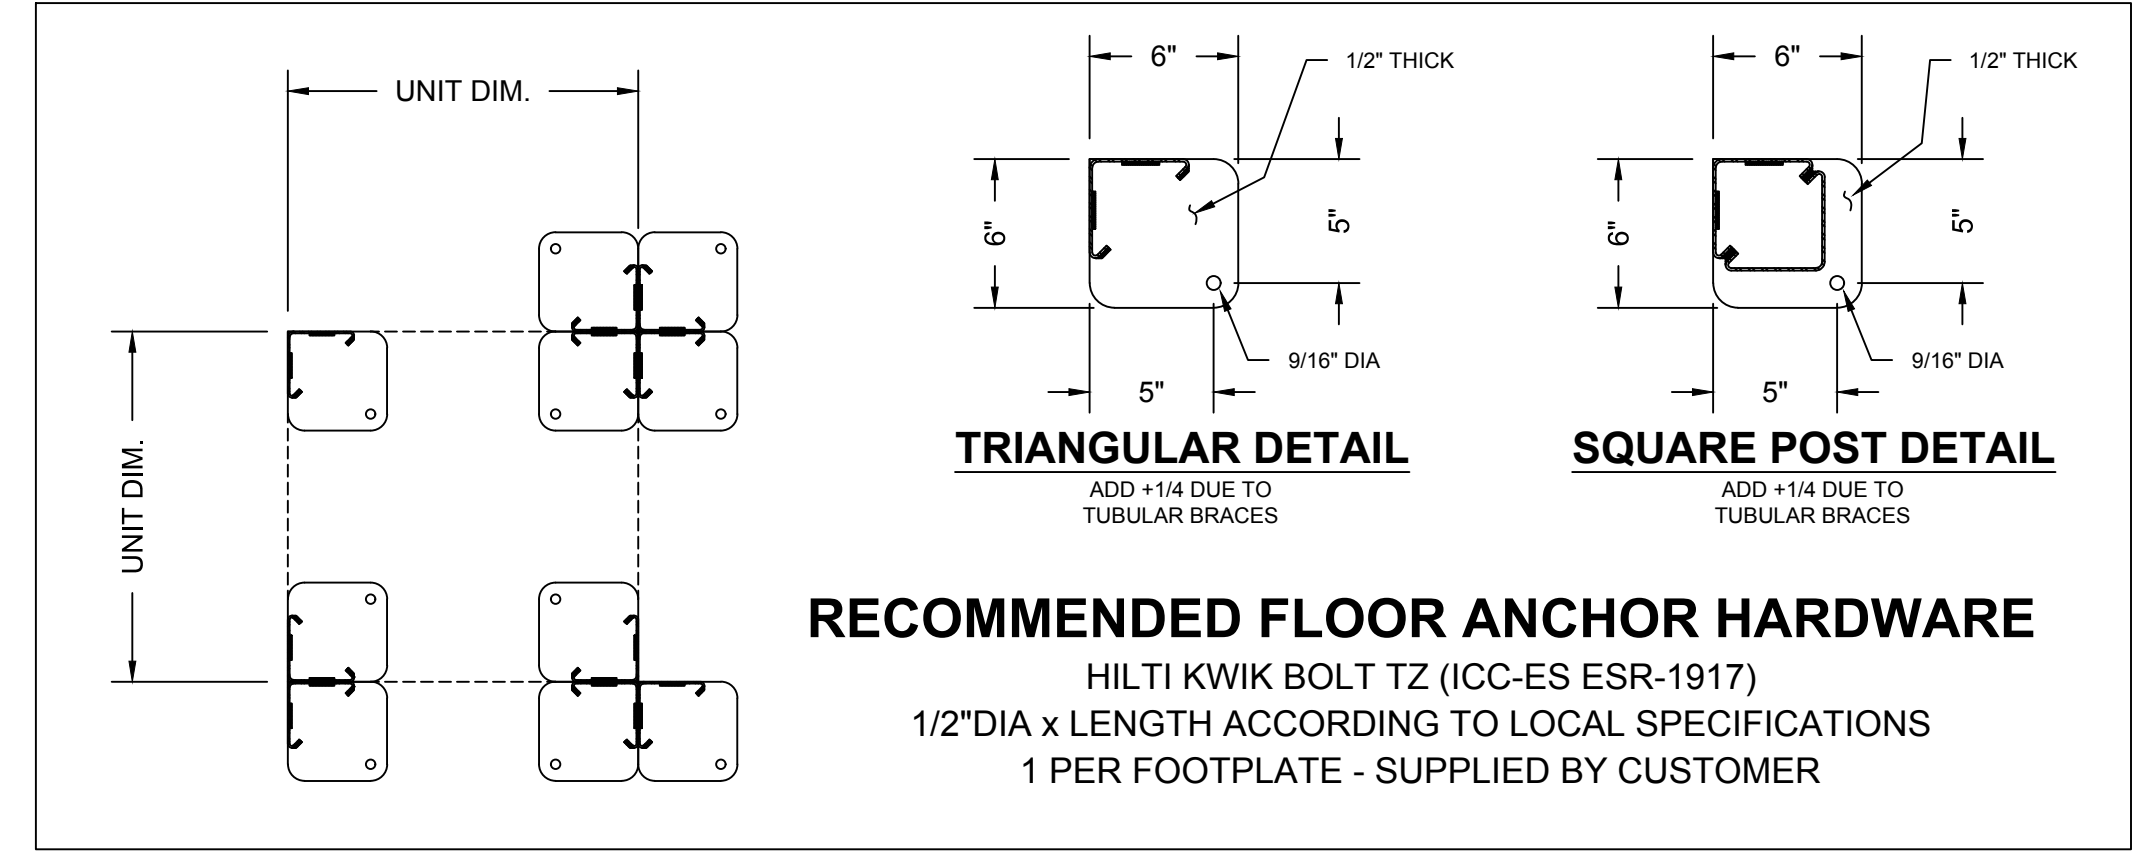 UNIT DIM.
UNIT DIM.
6"
1/2" THICK
6"
5"
9/16" DIA
5"
TRIANGULAR DETAIL
ADD +1/4 DUE TO
TUBULAR BRACES
6"
1/2" THICK
6"
5"
9/16" DIA
5"
SQUARE POST DETAIL
ADD +1/4 DUE TO
TUBULAR BRACES
RECOMMENDED FLOOR ANCHOR HARDWARE
HILTI KWIK BOLT TZ (ICC-ES ESR-1917)
1/2"DIA x LENGTH ACCORDING TO LOCAL SPECIFICATIONS
1 PER FOOTPLATE - SUPPLIED BY CUSTOMER